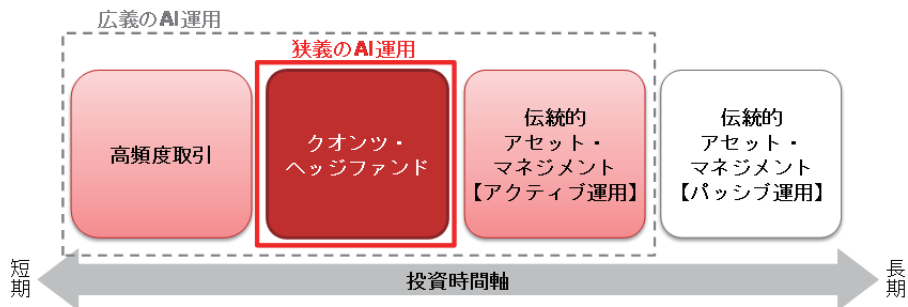 広義のAI運用
狭義のAI運用
高頻度取引
クオンツ・
ヘッジファンド
伝統的
アセット・
マネジメント
【アクティブ運用】
伝統的
アセット・
マネジメント
【パッシブ運用】
短期
投資時間軸
長期